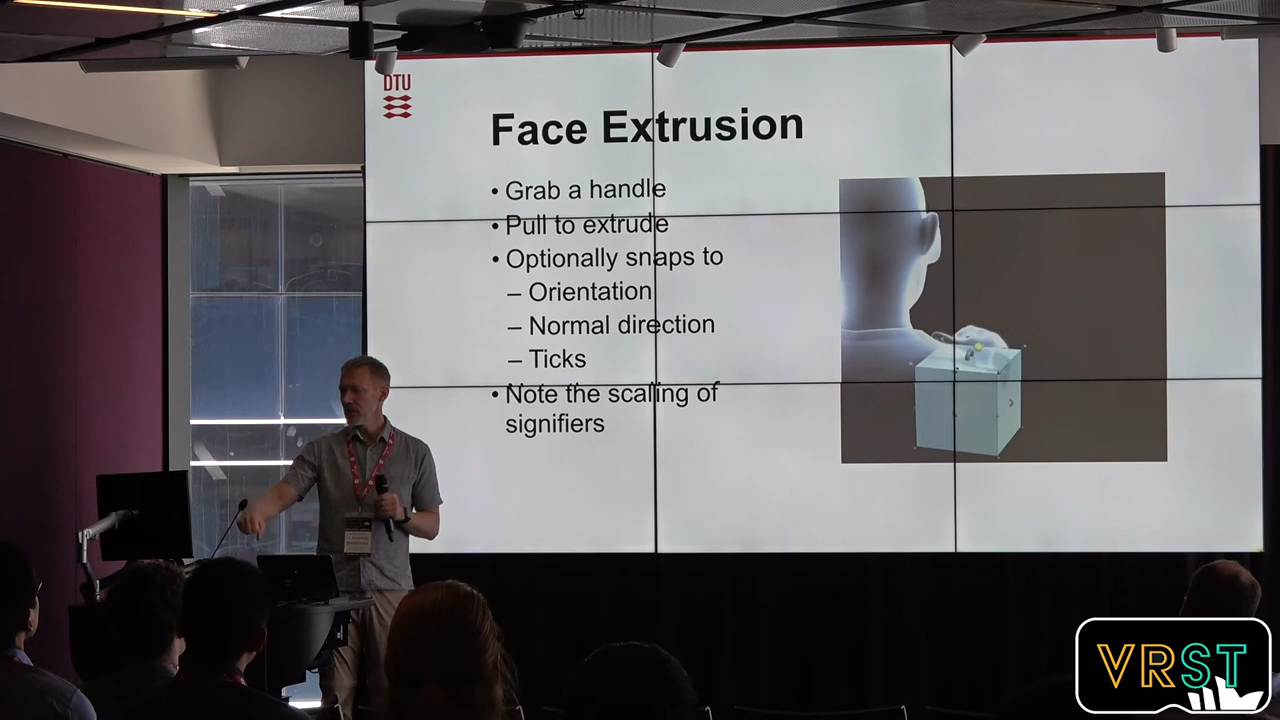 DTU
Face Extrusion
• Grab a handle
• Pull to extrude
• Optionally snaps to
– Orientation
– Normal direction
– Ticks
• Note the scaling of
signifiers
VRST